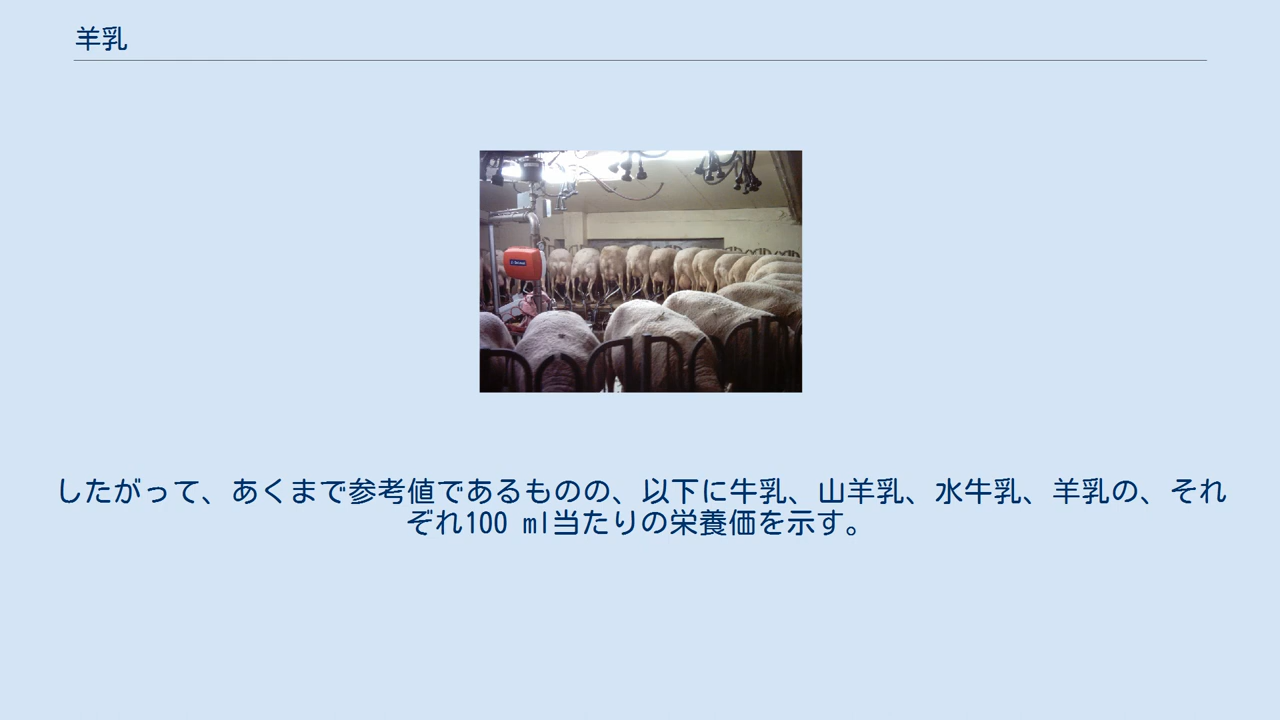 羊乳
したがって、あくまで参考値であるものの、以下に牛乳、山羊乳、水牛乳、羊乳の、それ
ぞれ100 ml当たりの栄養価を示す。